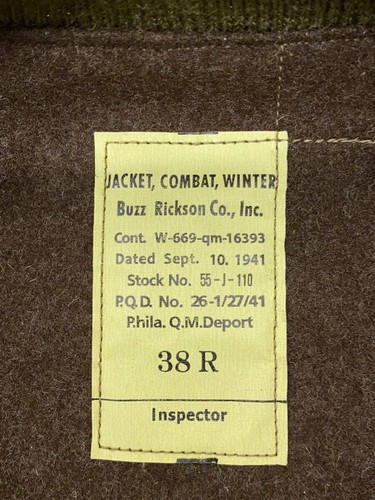 JACKET, COMBAT, WINTER
Buzz Rickson Co., Inc.
Cont. W-669-qm-16393
Dated Sept. 10. 1941
Stock No. 55-J-110
P.Q.D. No. 26-1/27/41
Phila. Q.M.Deport
38 R
Inspector